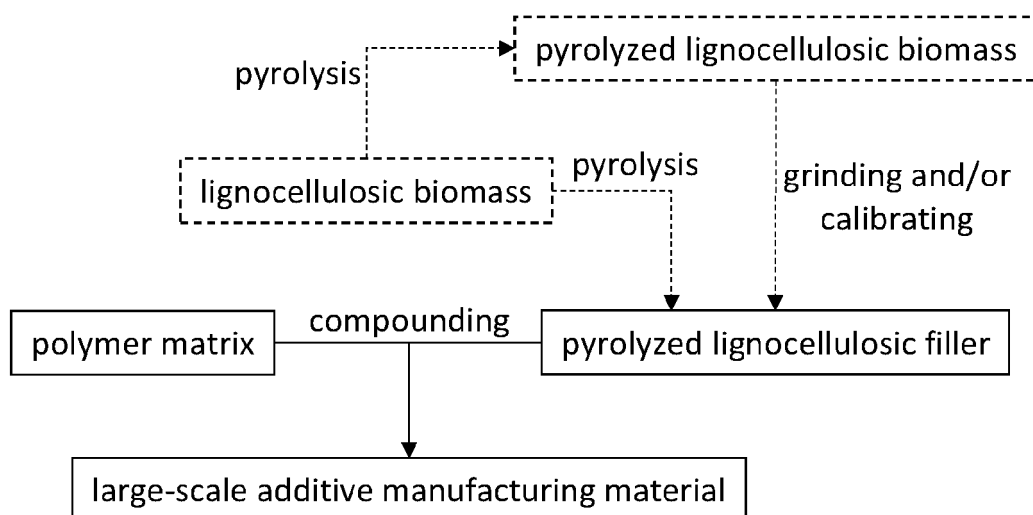 pyrolyzed lignocellulosic biomass
pyrolysis
pyrolysis
lignocellulosic biomass
grinding and/or
calibrating
compounding
polymer matrix
pyrolyzed lignocellulosic filler
large-scale additive manufacturing material